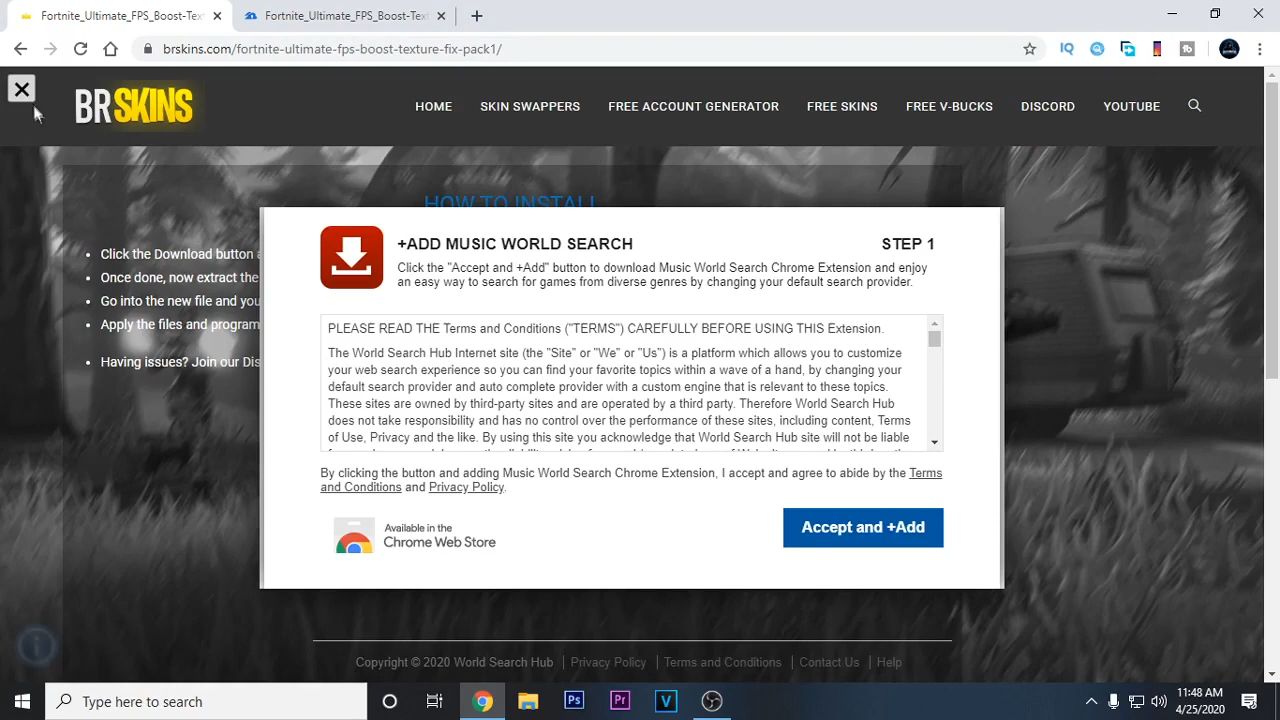 Fortnite_Ultimate_FPS_Boost-Text
Fortnite_Ultimate_FPS_Boost-Text
brskins.com/fortnite-ultimate-fps-boost-texture-fix-pack1/
IQ
tb
BRSKINS
HOME
SKIN SWAPPERS
FREE ACCOUNT GENERATOR
FREE SKINS
FREE V-BUCKS
DISCORD
YOUTUBE
HOW TO INSTALL
Click the Download button a
Once done, now extract the
Go into the new file and you
Apply the files and program
Having issues? Join our Dis
+ADD MUSIC WORLD SEARCH
STEP 1
Click the "Accept and +Add" button to download Music World Search Chrome Extension and enjoy
an easy way to search for games from diverse genres by changing your default search provider.
PLEASE READ THE Terms and Conditions ("TERMS") CAREFULLY BEFORE USING THIS Extension.
The World Search Hub Internet site (the "Site" or "We" or "Us") is a platform which allows you to customize
your web search experience so you can find your favorite topics within a wave of a hand, by changing your
default search provider and auto complete provider with a custom engine that is relevant to these topics.
These sites are owned by third-party sites and are operated by a third party. Therefore World Search Hub
does not take responsibility and has no control over the performance of these sites, including content, Terms
of Use, Privacy and the like. By using this site you acknowledge that World Search Hub site will not be liable
By clicking the button and adding Music World Search Chrome Extension, I accept and agree to abide by the Terms
and Conditions and Privacy Policy.
Available in the
Chrome Web Store
Accept and +Add
Copyright © 2020 World Search Hub
Privacy Policy
Terms and Conditions
Contact Us
Help
Type here to search
Ps
Pr
V
11:48 AM
4/25/2020